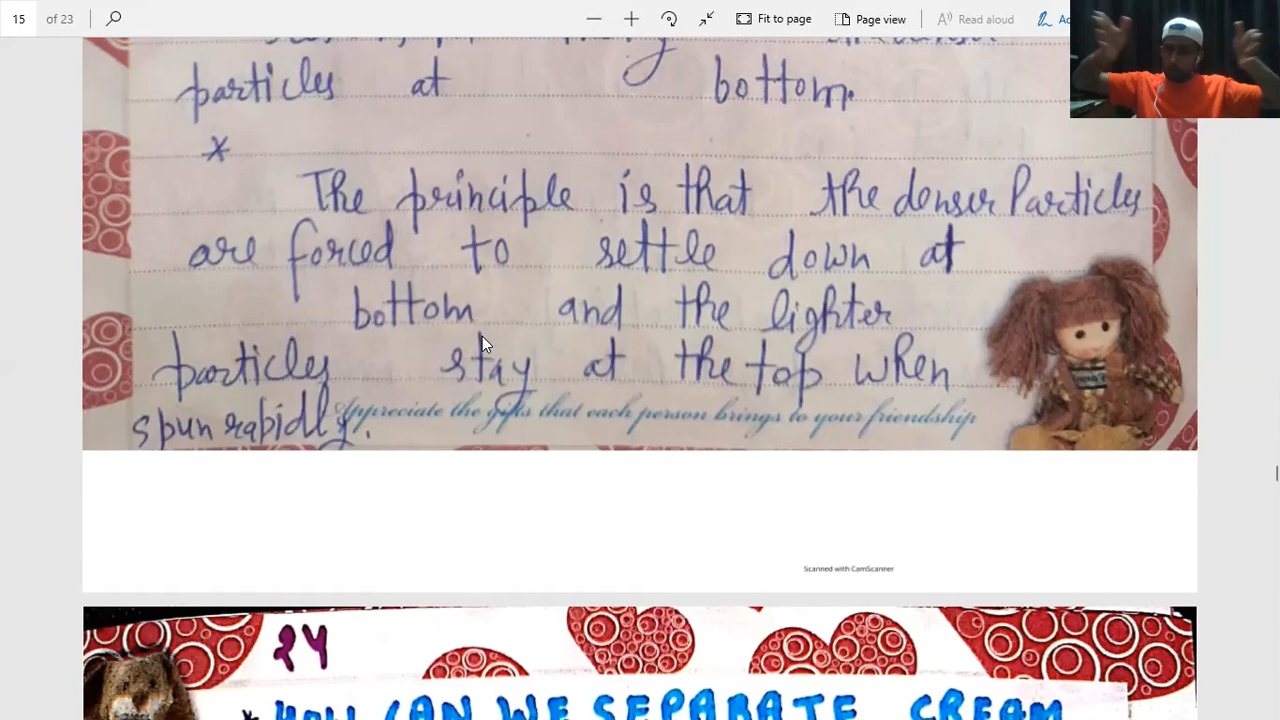 15 of 23 Fit to page Page view Read aloud
particles at bottom.
*
The principle is that the denser Particles
are forced to settle down at
bottom and the lighter
particles stay at the top when
spun rapidly.
Appreciate the gifts that each person brings to your friendship
Scanned with CamScanner
24
* HOW CAN WE SEPARATE CREAM